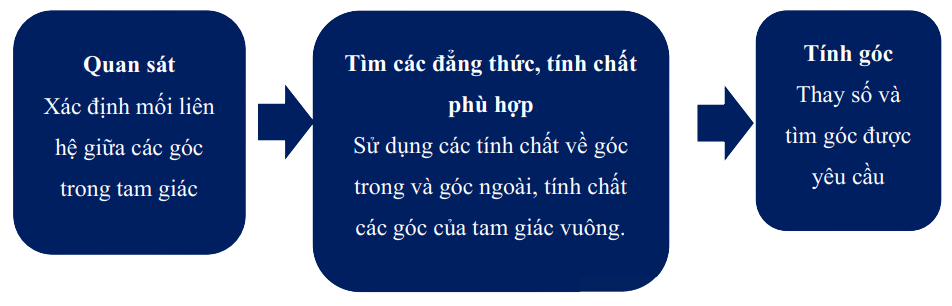 Quan sát
Xác định mối liên
hệ giữa các góc
trong tam giác
Tìm các đẳng thức, tính chất
phù hợp
Sử dụng các tính chất về góc
trong và góc ngoài, tính chất
các góc của tam giác vuông.
Tính góc
Thay số và
tìm góc được
yêu cầu